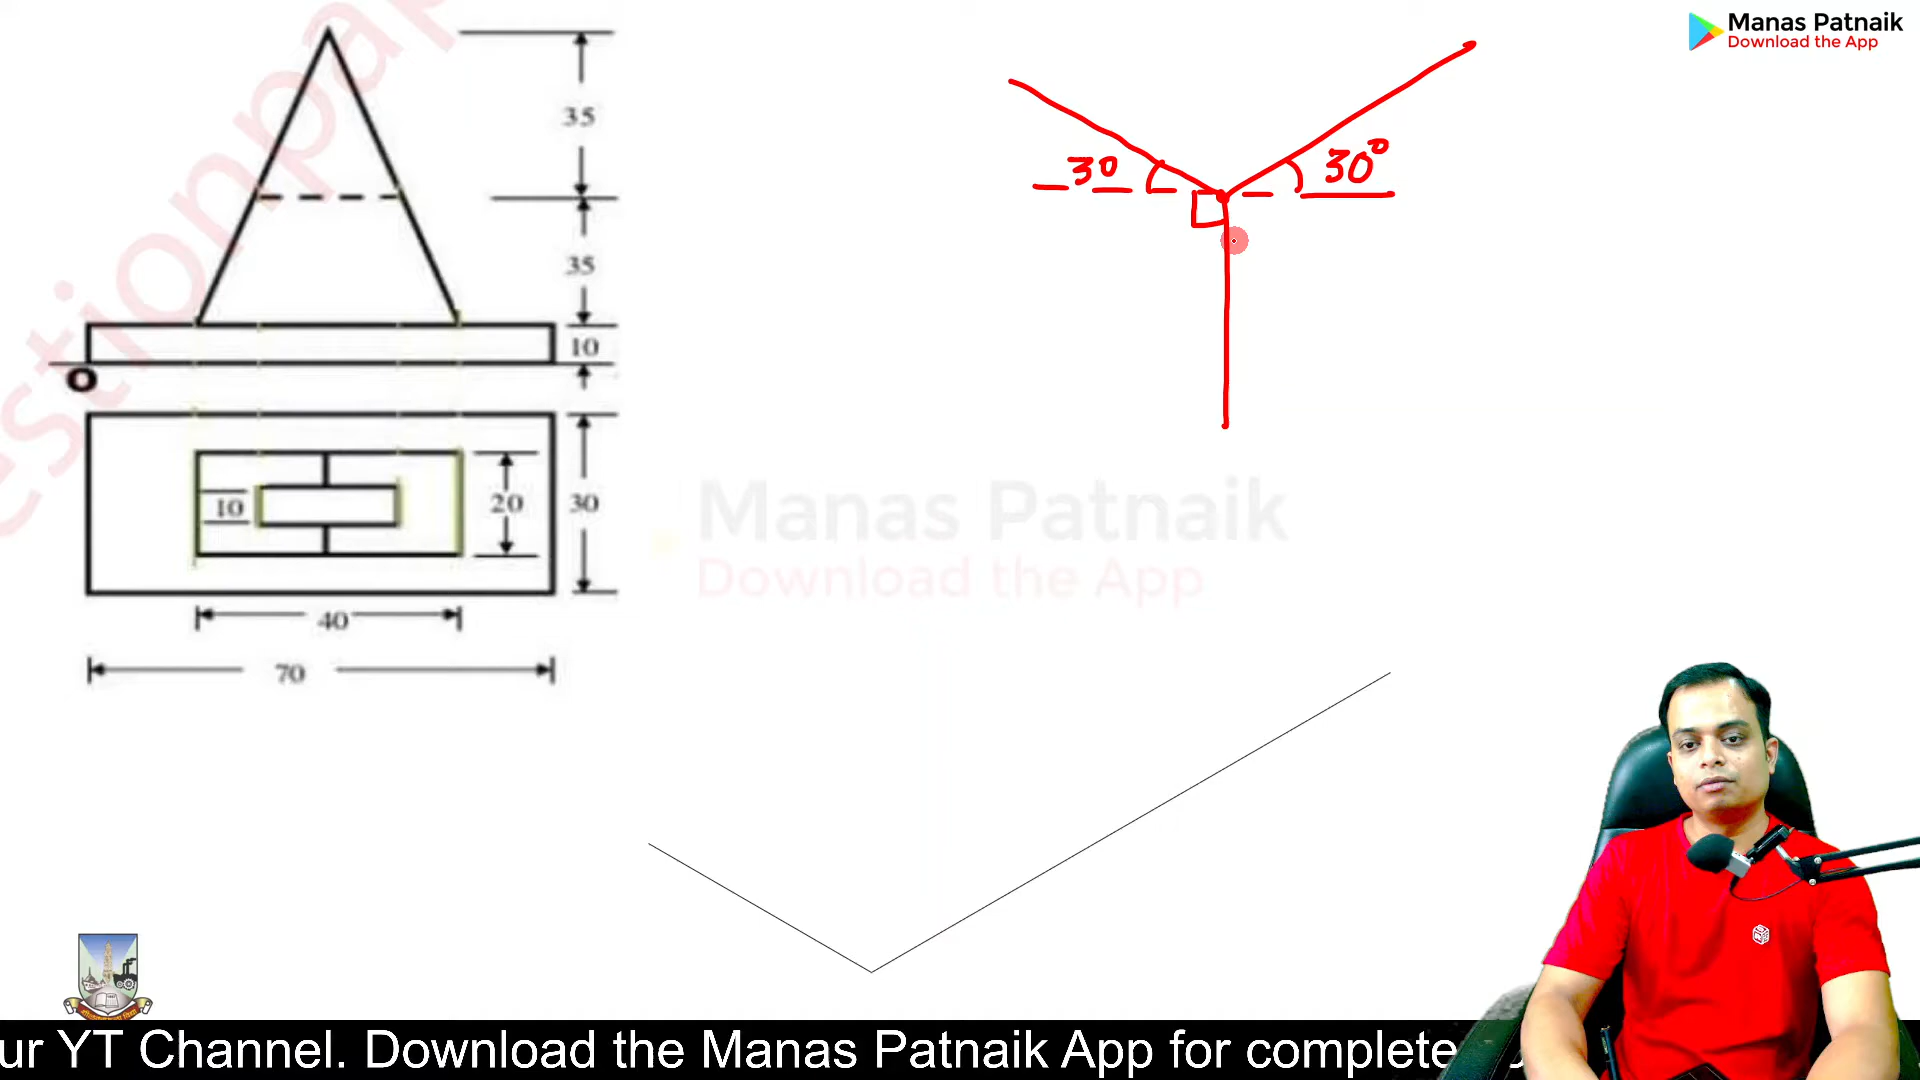 Manas Patnaik
Download the App
estionpap
35
35
10
O
10
20
30
40
70
30
30°
Manas Patnaik
Download the App
ur YT Channel. Download the Manas Patnaik App for complete